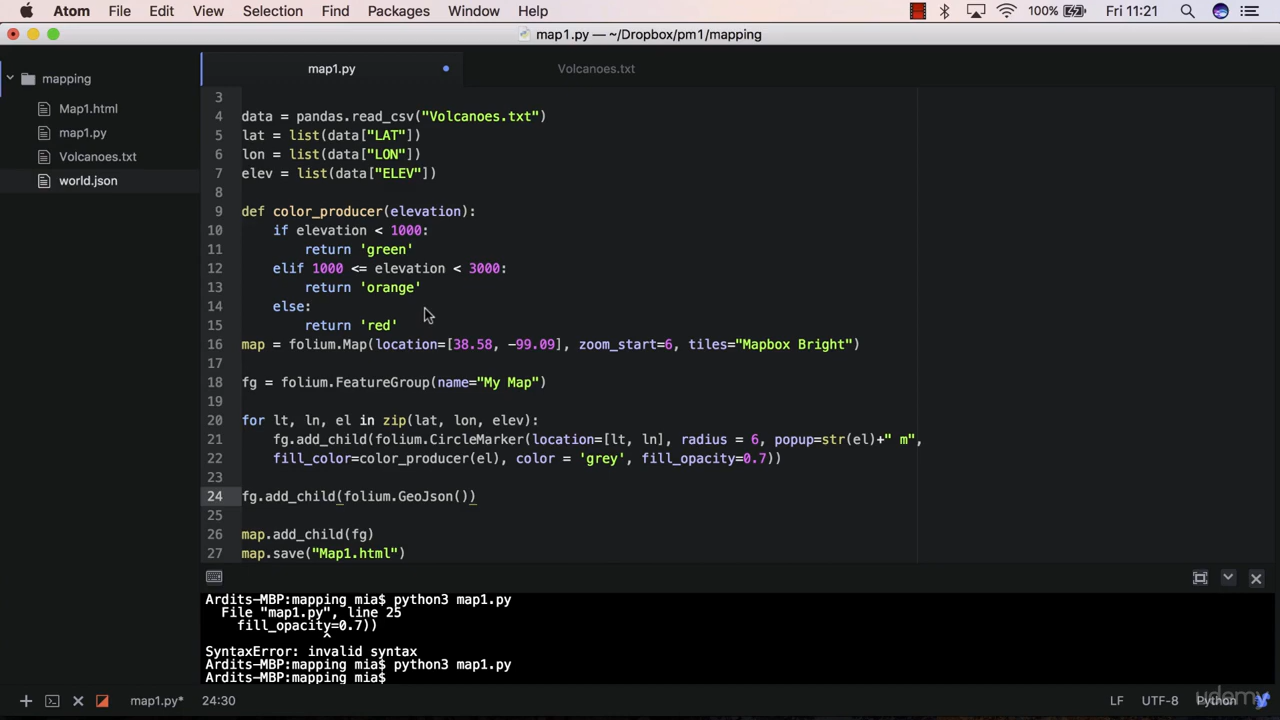 Atom File Edit View Selection Find Packages Window Help 100% Fri 11:21
map1.py — ~/Dropbox/pm1/mapping
mapping
Map1.html
map1.py
Volcanoes.txt
world.json
map1.py Volcanoes.txt
3
4 data = pandas.read_csv("Volcanoes.txt")
5 lat = list(data["LAT"])
6 lon = list(data["LON"])
7 elev = list(data["ELEV"])
8
9 def color_producer(elevation):
10 if elevation < 1000:
11 return 'green'
12 elif 1000 <= elevation < 3000:
13 return 'orange'
14 else:
15 return 'red'
16 map = folium.Map(location=[38.58, -99.09], zoom_start=6, tiles="Mapbox Bright")
17
18 fg = folium.FeatureGroup(name="My Map")
19
20 for lt, ln, el in zip(lat, lon, elev):
21 fg.add_child(folium.CircleMarker(location=[lt, ln], radius = 6, popup=str(el)+" m",
22 fill_color=color_producer(el), color = 'grey', fill_opacity=0.7))
23
24 fg.add_child(folium.GeoJson())
25
26 map.add_child(fg)
27 map.save("Map1.html")
Ardits-MBP:mapping mia$ python3 map1.py
File "map1.py", line 25
fill_opacity=0.7))
^
SyntaxError: invalid syntax
Ardits-MBP:mapping mia$ python3 map1.py
Ardits-MBP:mapping mia$
map1.py* 24:30 LF UTF-8 Python
udemy